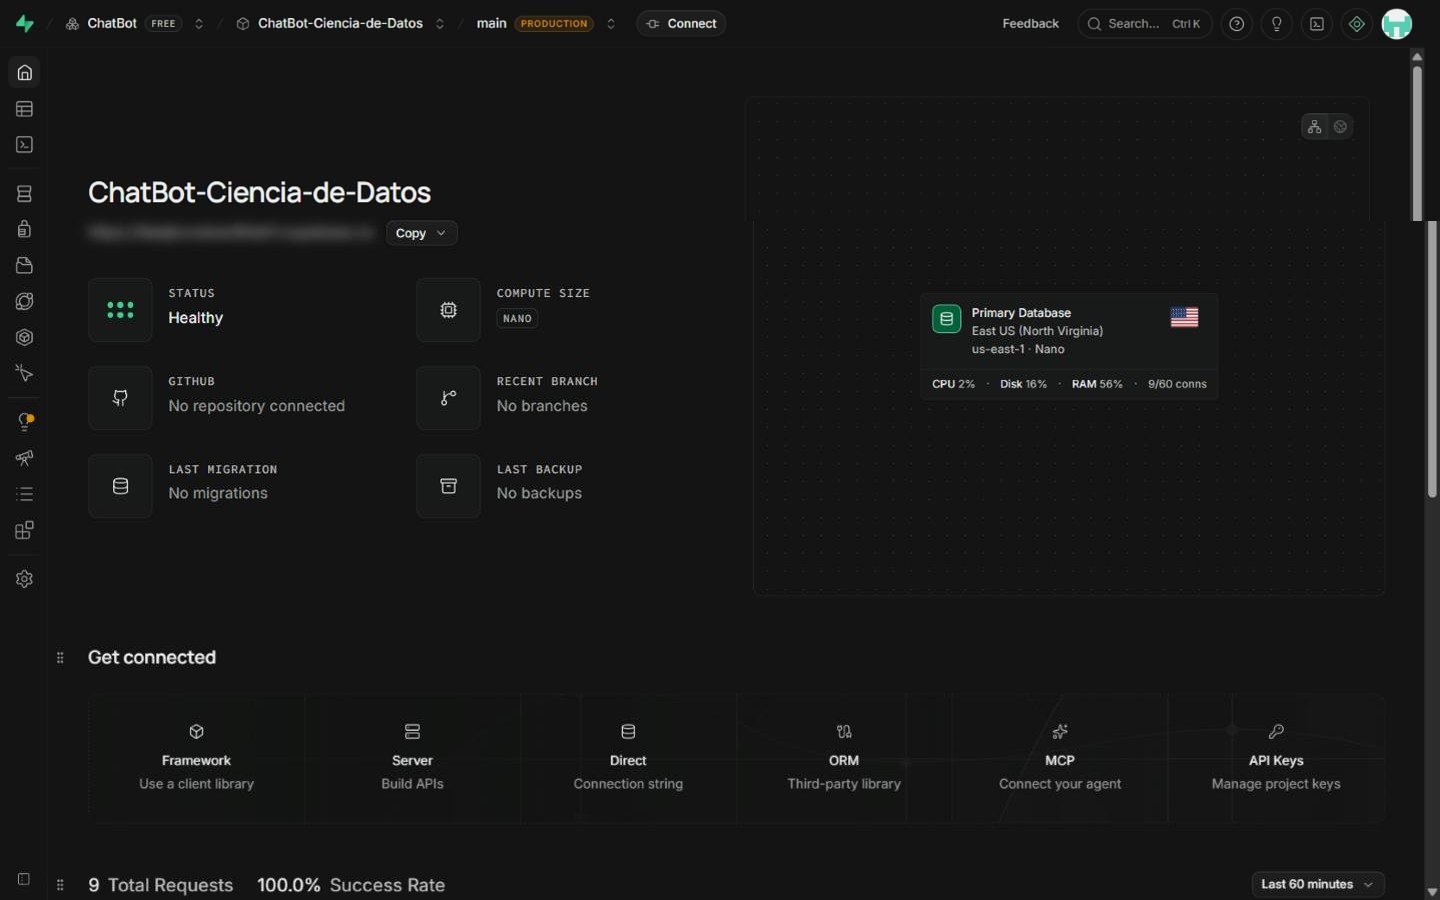 ChatBot FREE ChatBot-Ciencia-de-Datos main PRODUCTION Connect Feedback Search... Ctrl K
ChatBot-Ciencia-de-Datos
Copy
STATUS
Healthy
COMPUTE SIZE
NANO
GITHUB
No repository connected
RECENT BRANCH
No branches
LAST MIGRATION
No migrations
LAST BACKUP
No backups
Primary Database
East US (North Virginia)
us-east-1 · Nano
CPU 2% · Disk 16% · RAM 56% · 9/60 conns
Get connected
Framework
Use a client library
Server
Build APIs
Direct
Connection string
ORM
Third-party library
MCP
Connect your agent
API Keys
Manage project keys
9 Total Requests 100.0% Success Rate
Last 60 minutes